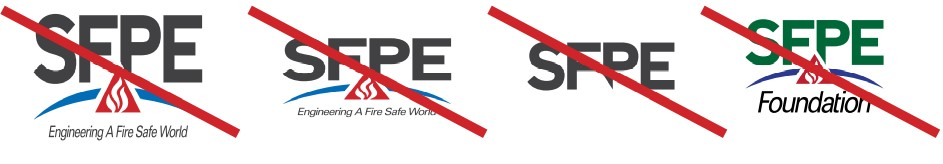 SFPE
Engineering A Fire Safe World
SFPE
Engineering A Fire Safe World
SFPE
SFPE
Foundation